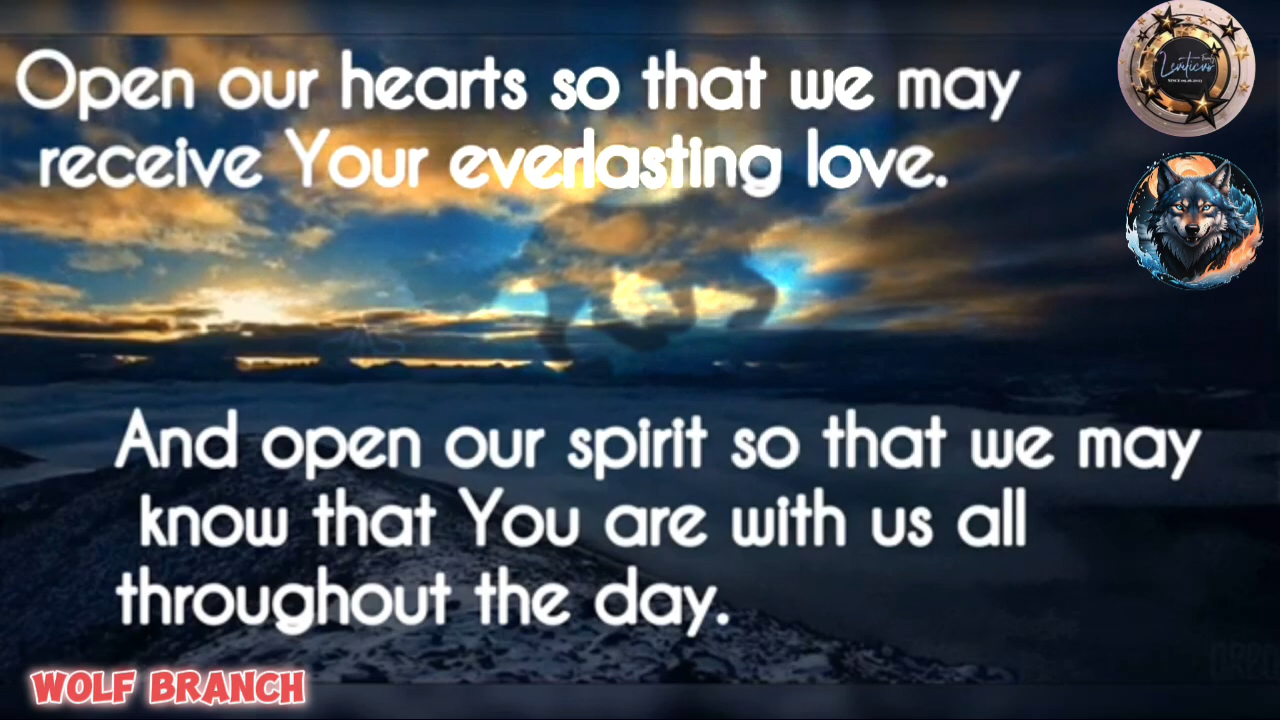 Open our hearts so that we may
receive Your everlasting love.
And open our spirit so that we may
know that You are with us all
throughout the day.
WOLF BRANCH